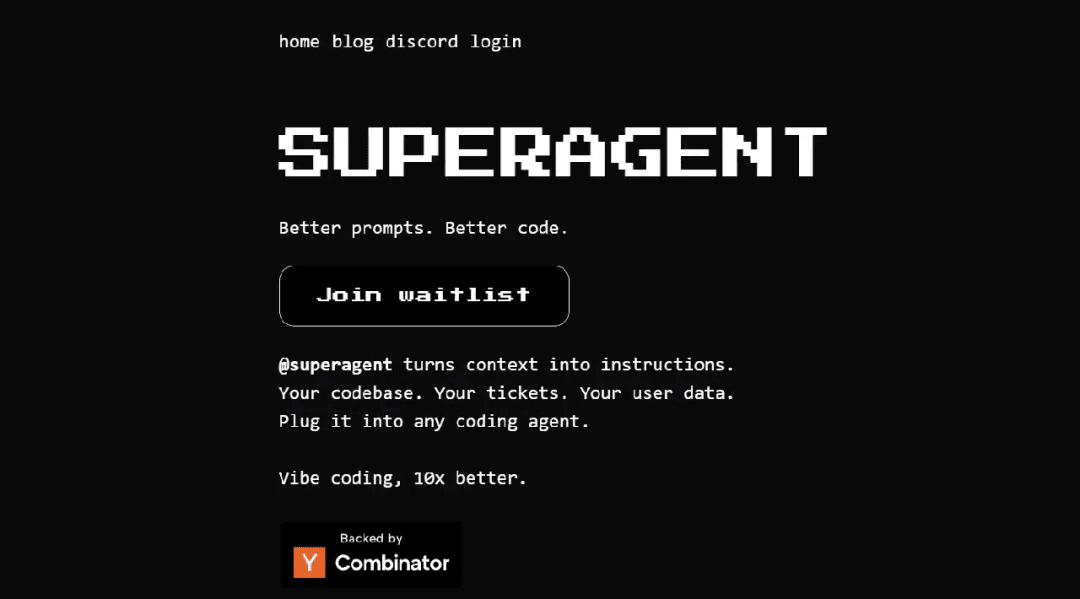 home blog discord login
SUPERAGENT
Better prompts. Better code.
Join waitlist
@superagent turns context into instructions.
Your codebase. Your tickets. Your user data.
Plug it into any coding agent.
Vibe coding, 10x better.
Backed by
Y Combinator